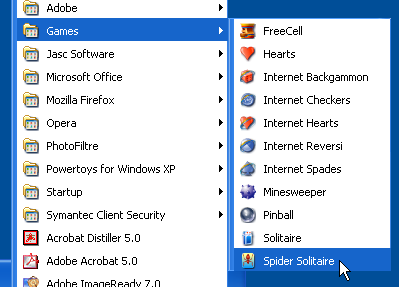 Adobe
Games
Jasc Software
Microsoft Office
Mozilla Firefox
Opera
PhotoFiltre
Powertoys for Windows XP
Startup
Symantec Client Security
Acrobat Distiller 5.0
Adobe Acrobat 5.0
Adobe ImageReady 7.0
FreeCell
Hearts
Internet Backgammon
Internet Checkers
Internet Hearts
Internet Reversi
Internet Spades
Minesweeper
Pinball
Solitaire
Spider Solitaire